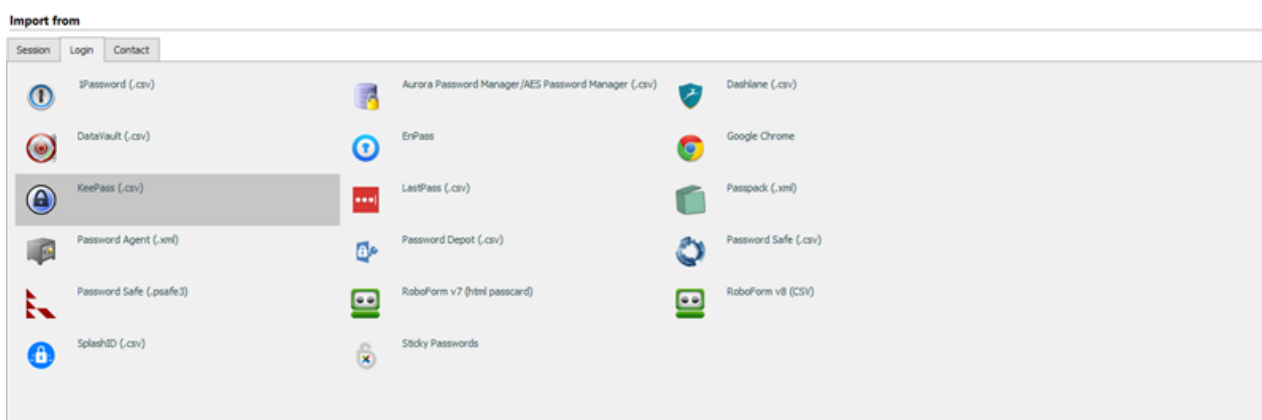 Import from
Session Login Contact
1Password (.csv) Aurora Password Manager/AES Password Manager (.csv) Dashlane (.csv)
DataVault (.csv) EnPass Google Chrome
KeePass (.csv) LastPass (.csv) Passpack (.xml)
Password Agent (.xml) Password Depot (.csv) Password Safe (.csv)
Password Safe (.psafe3) RoboForm v7 (html passcard) RoboForm v8 (CSV)
SplashID (.csv) Sticky Passwords